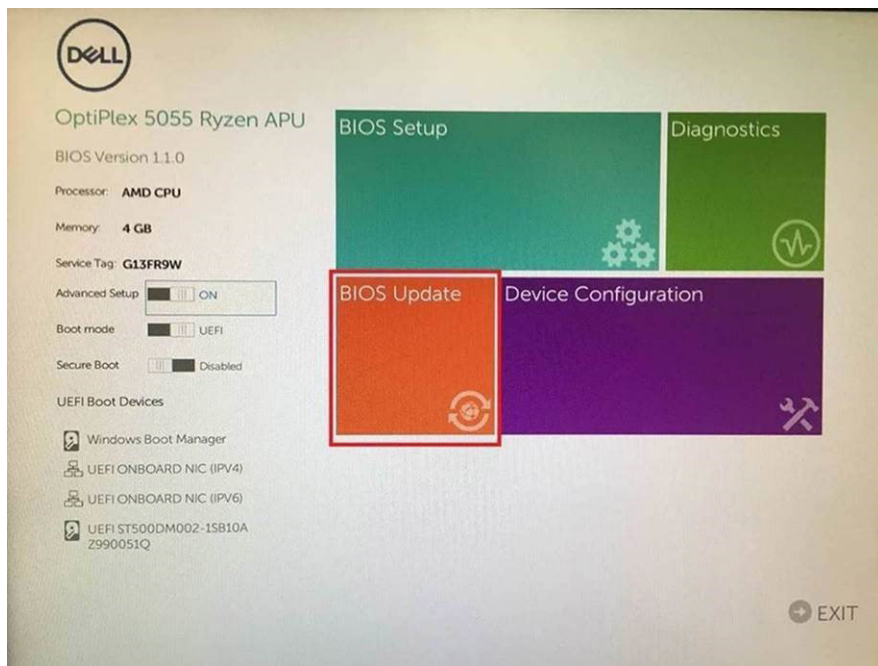 DELL
OptiPlex 5055 Ryzen APU
BIOS Version 1.1.0
Processor: AMD CPU
Memory: 4 GB
Service Tag: G13FR9W
Advanced Setup ON
Boot mode UEFI
Secure Boot Disabled
UEFI Boot Devices
Windows Boot Manager
UEFI ONBOARD NIC (IPV4)
UEFI ONBOARD NIC (IPV6)
UEFI ST500DM002-1SB10A
Z990051Q
BIOS Setup
Diagnostics
BIOS Update
Device Configuration
EXIT